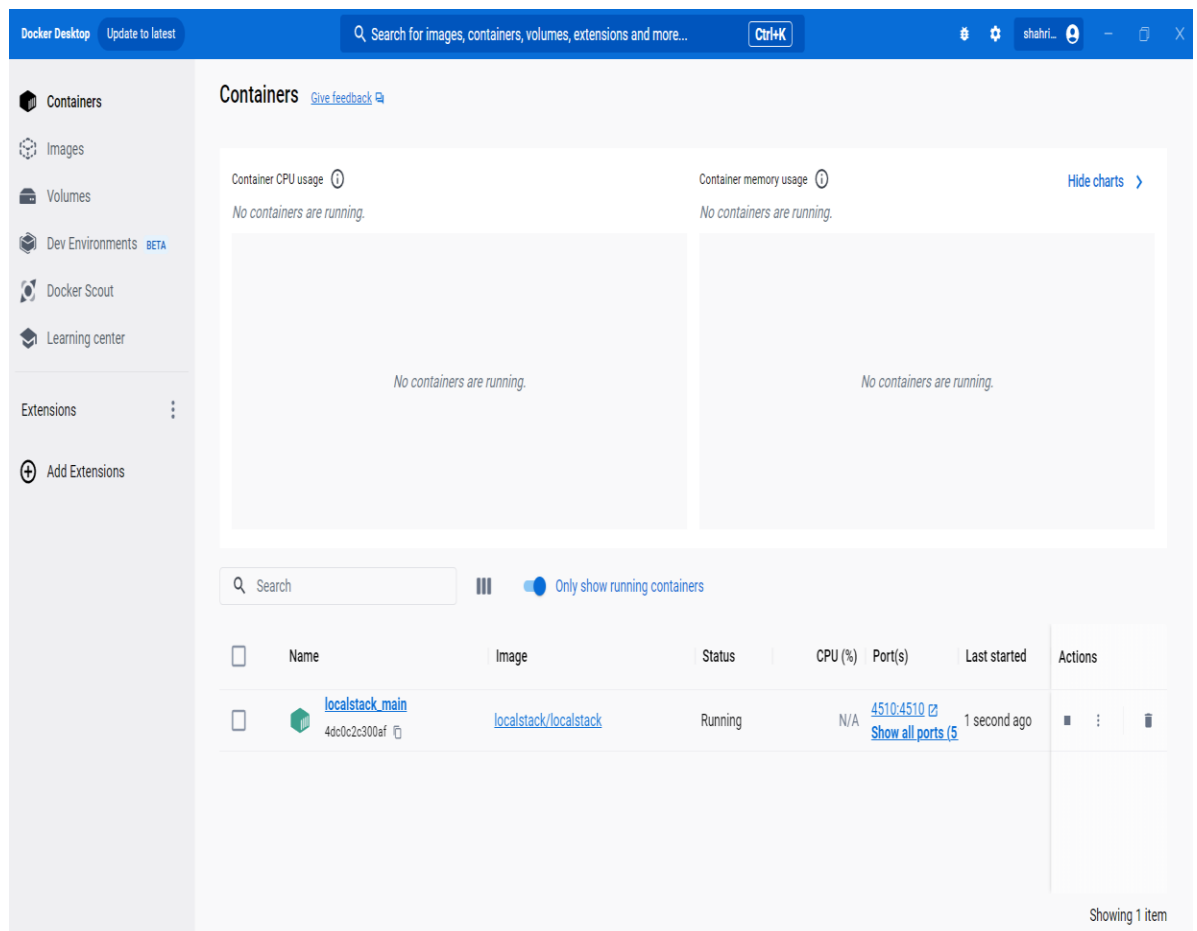 Docker Desktop Update to latest Search for images, containers, volumes, extensions and more... Ctrl+K shahri...
Containers
Images
Volumes
Dev Environments BETA
Docker Scout
Learning center
Extensions
Add Extensions
Containers Give feedback
Container CPU usage
No containers are running.
No containers are running.
Container memory usage
No containers are running.
No containers are running.
Hide charts
Search Only show running containers
Name Image Status CPU (%) Port(s) Last started Actions
localstack_main localstack/localstack Running N/A 4510:4510 1 second ago
4dc0c2c300af Show all ports (5
Showing 1 item